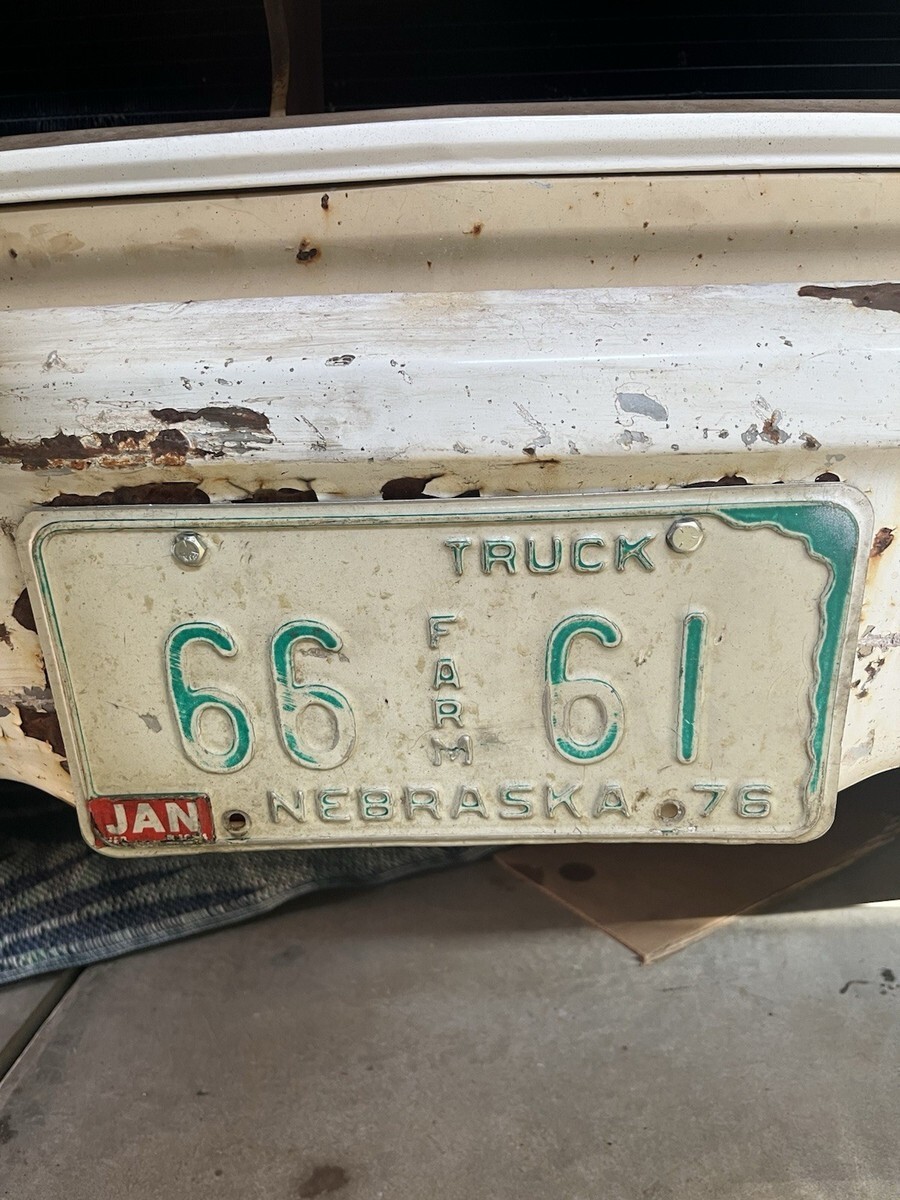 TRUCK
66 FARM 61
JAN
NEBRASKA 76